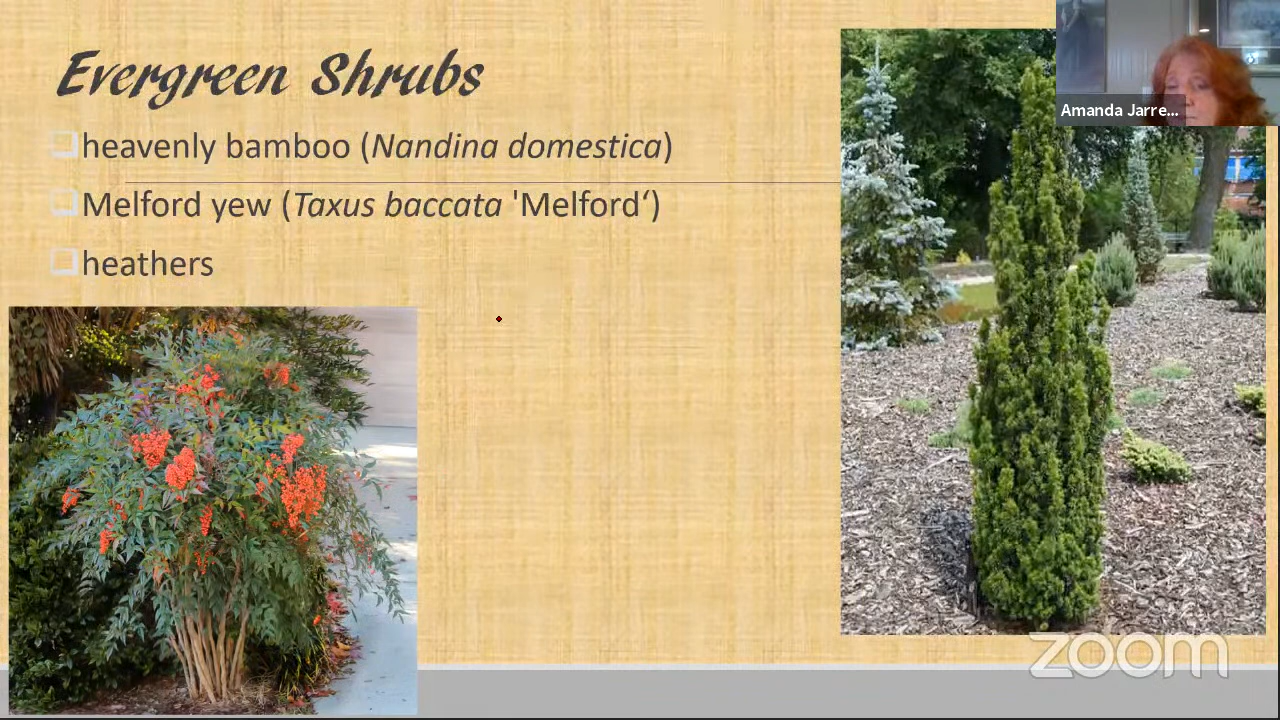 Evergreen Shrubs
heavenly bamboo (Nandina domestica)
Melford yew (Taxus baccata 'Melford‘)
heathers
Amanda Jarre...
zoom